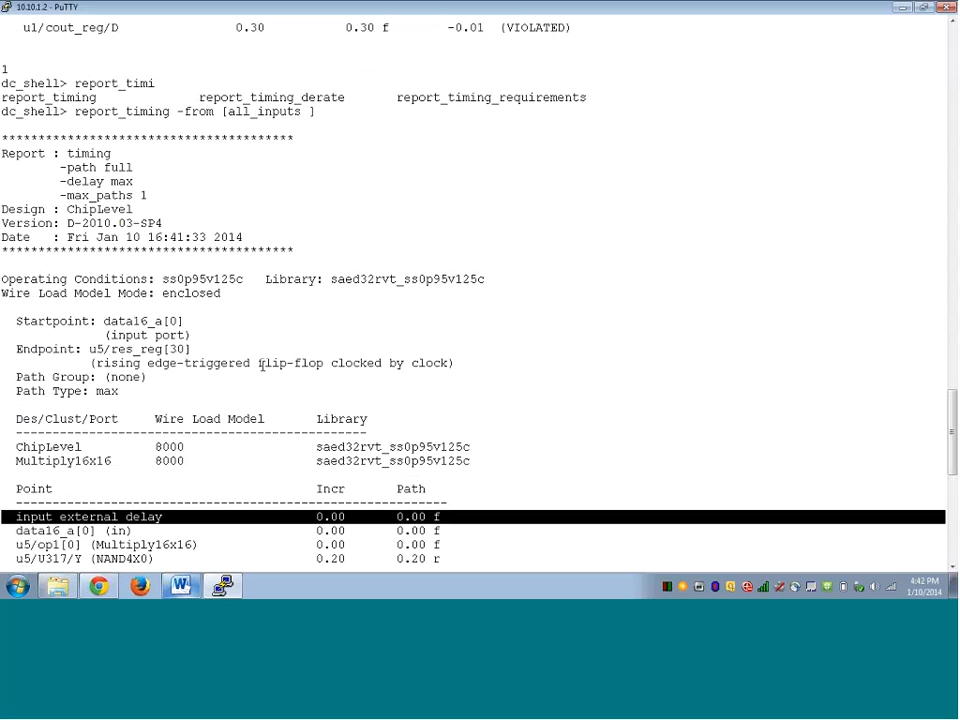 10.10.1.2 - PuTTY
u1/cout_reg/D 0.30 0.30 f -0.01 (VIOLATED)
1
dc_shell> report_timi
report_timing report_timing_derate report_timing_requirements
dc_shell> report_timing -from [all_inputs ]
****************************************
Report : timing
-path full
-delay max
-max_paths 1
Design : ChipLevel
Version: D-2010.03-SP4
Date : Fri Jan 10 16:41:33 2014
****************************************
Operating Conditions: ss0p95v125c Library: saed32rvt_ss0p95v125c
Wire Load Model Mode: enclosed
Startpoint: data16_a[0]
(input port)
Endpoint: u5/res_reg[30]
(rising edge-triggered flip-flop clocked by clock)
Path Group: (none)
Path Type: max
Des/Clust/Port Wire Load Model Library
------------------------------------------------
ChipLevel 8000 saed32rvt_ss0p95v125c
Multiply16x16 8000 saed32rvt_ss0p95v125c
Point Incr Path
-----------------------------------------------------------
input external delay 0.00 0.00 f
data16_a[0] (in) 0.00 0.00 f
u5/op1[0] (Multiply16x16) 0.00 0.00 f
u5/U317/Y (NAND4X0) 0.20 0.20 r
4:42 PM
1/10/2014